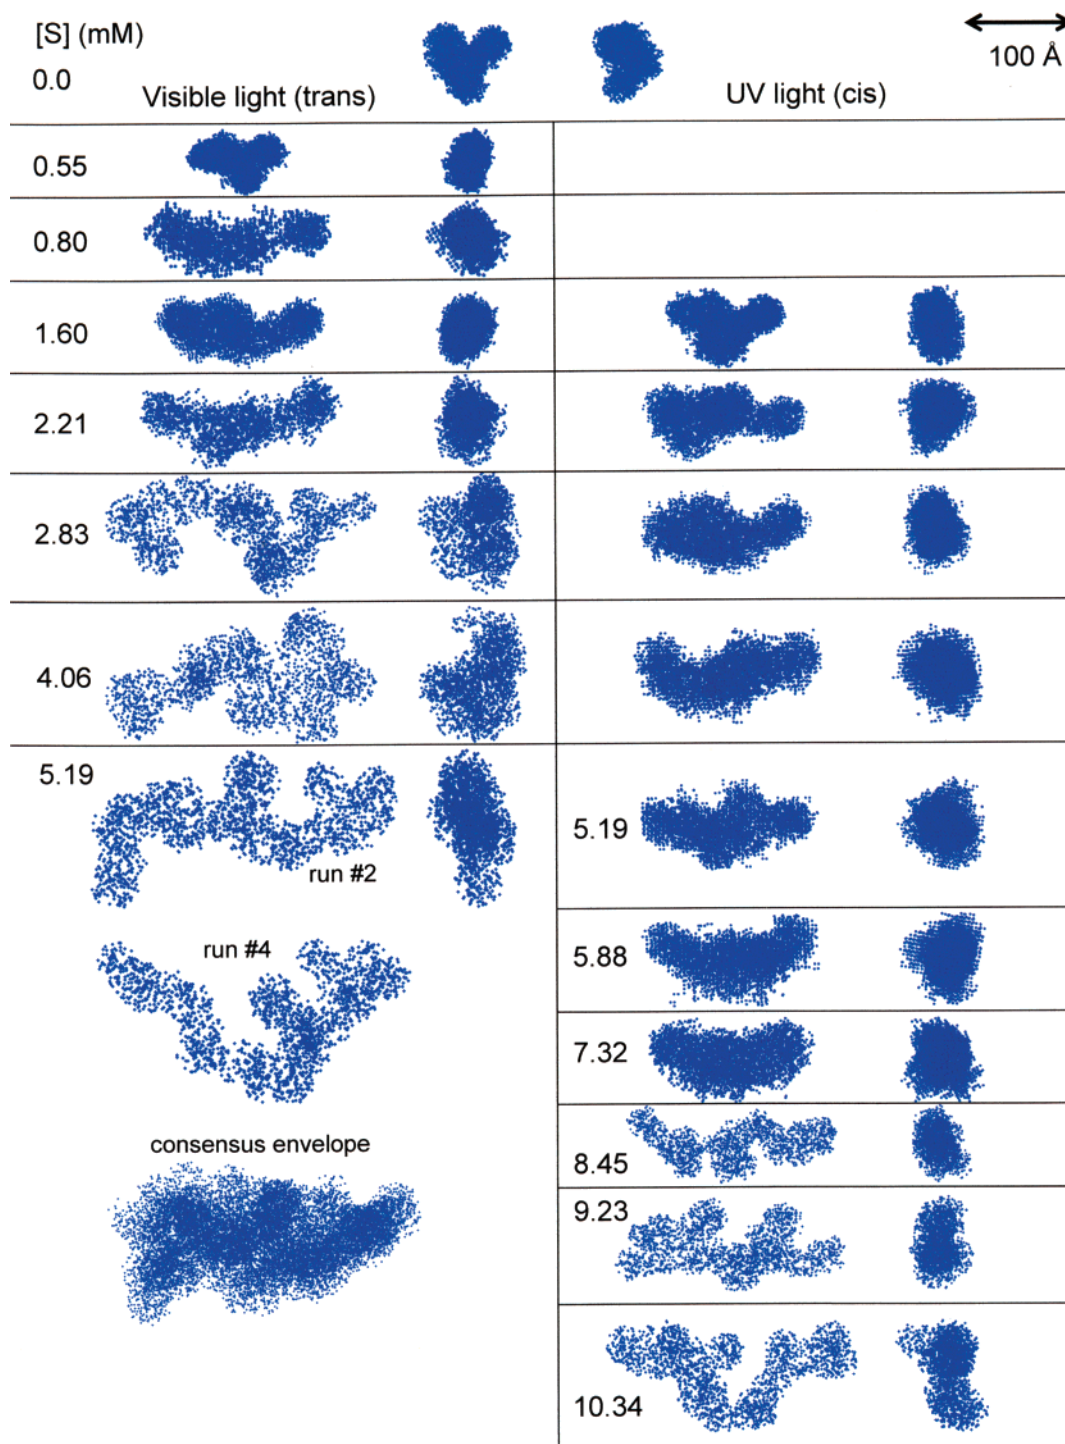 [S] (mM)
0.0
100 Å
Visible light (trans)
UV light (cis)
0.55
0.80
1.60
2.21
2.83
4.06
5.19
run #2
run #4
consensus envelope
5.19
5.88
7.32
8.45
9.23
10.34